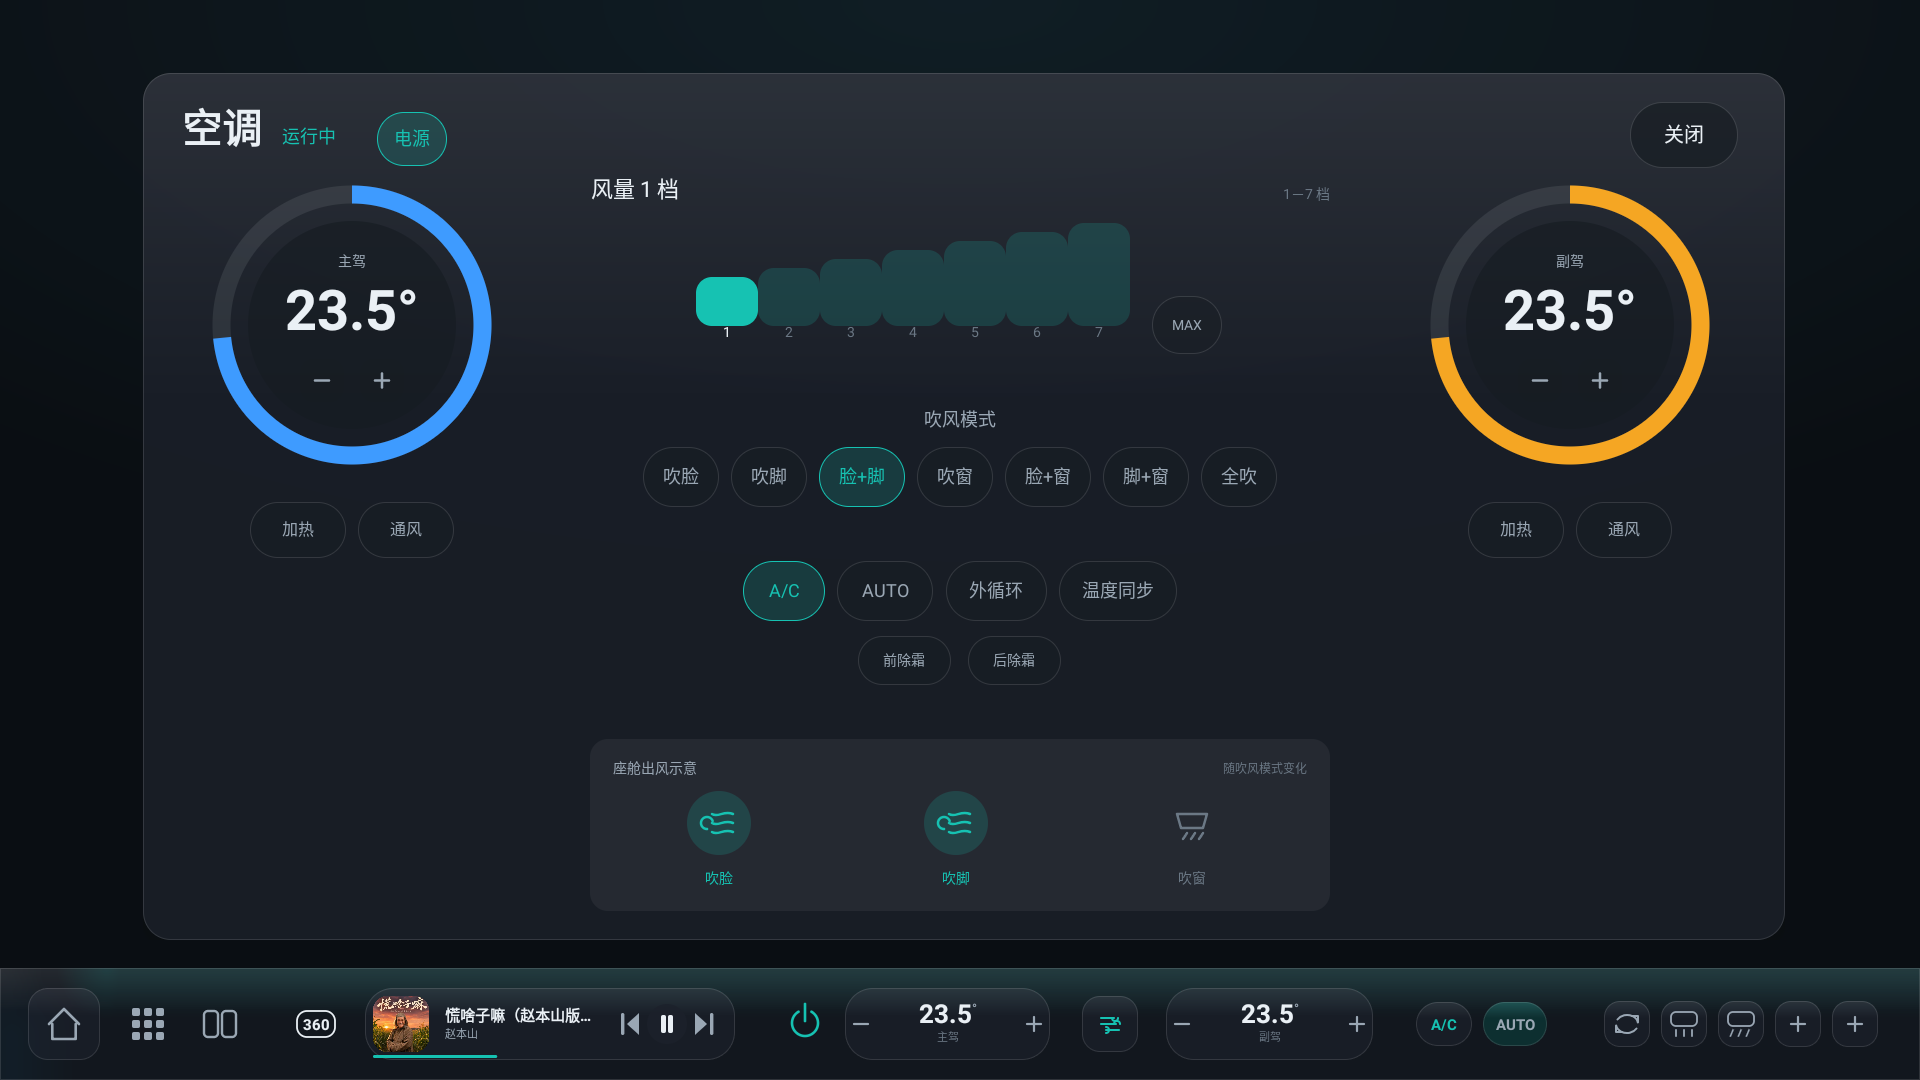 空调
运行中
电源
关闭
风量 1 档
1—7 档
主驾
23.5°
− +
副驾
23.5°
− +
1 2 3 4 5 6 7
MAX
吹风模式
吹脸 吹脚 脸+脚 吹窗 脸+窗 脚+窗 全吹
加热 通风
加热 通风
A/C AUTO 外循环 温度同步
前除霜 后除霜
座舱出风示意
随吹风模式变化
吹脸 吹脚 吹窗
360
慌啥子嘛
慌啥子嘛（赵本山版...
赵本山
− 23.5° +
主驾
− 23.5° +
副驾
A/C AUTO
+ +